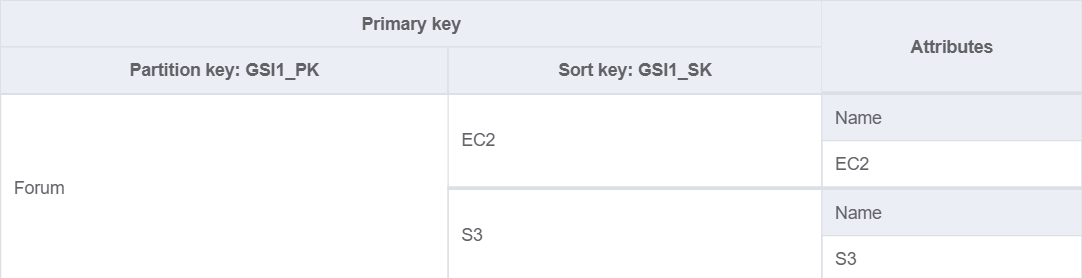 Primary key
Attributes
Partition key: GSI1_PK
Sort key: GSI1_SK
Forum
EC2
Name
EC2
S3
Name
S3